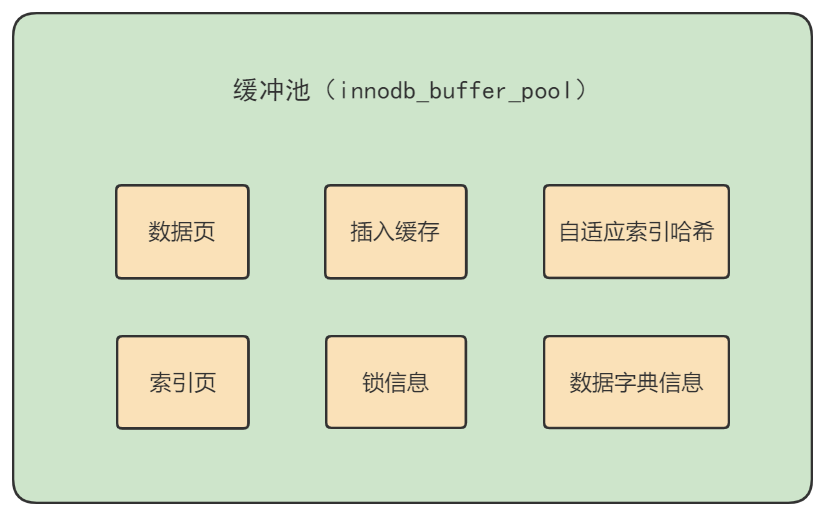 缓冲池（innodb_buffer_pool）
数据页
插入缓存
自适应索引哈希
索引页
锁信息
数据字典信息